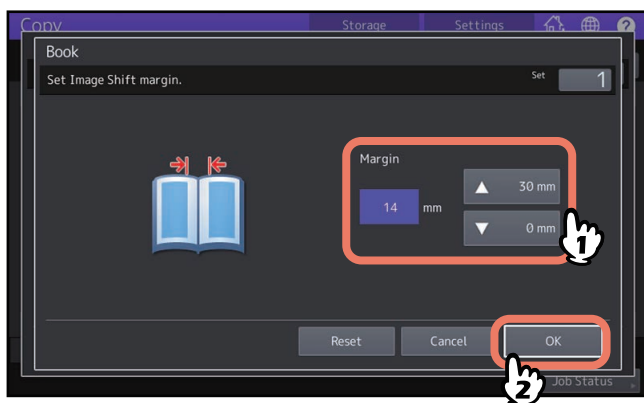 Copy
Storage
Settings
?
Book
Set Image Shift margin.
Set
1
Margin
14 mm
▲ 30 mm
▼ 0 mm
1
Reset
Cancel
OK
2
Job Status